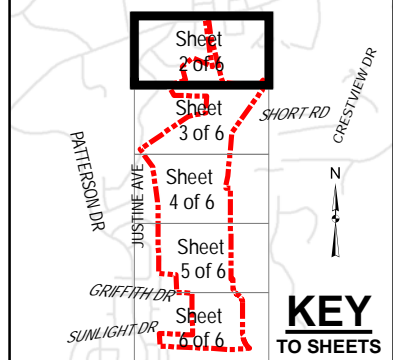 Sheet
2 of 6
Sheet
3 of 6
SHORT RD
CRESTVIEW DR
PATTERSON DR
JUSTINE AVE
N
Sheet
4 of 6
Sheet
5 of 6
GRIFFITH DR
SUNLIGHT DR
Sheet
6 of 6
KEY
TO SHEETS